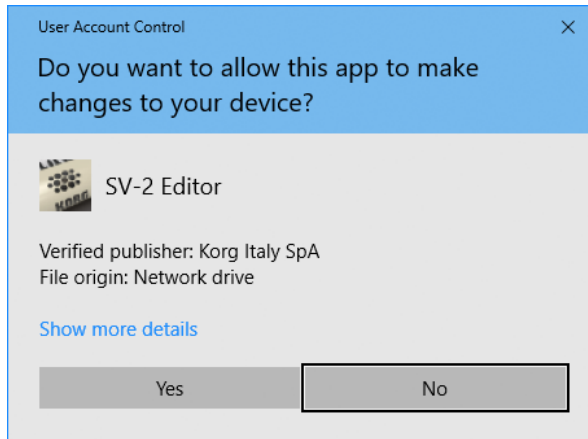 User Account Control
Do you want to allow this app to make
changes to your device?
KORG
SV-2 Editor
Verified publisher: Korg Italy SpA
File origin: Network drive
Show more details
Yes
No